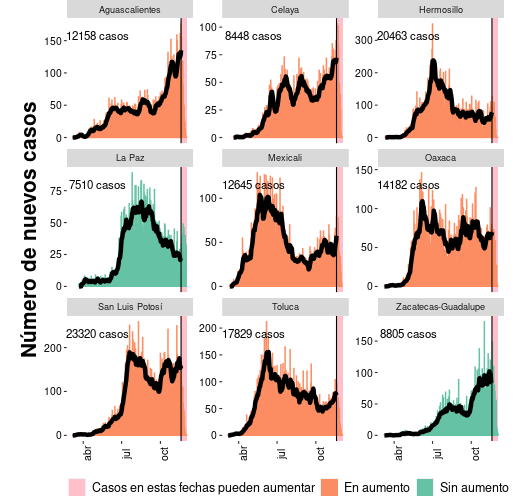 Número de nuevos casos
Aguascalientes
12158 casos
150
100
50
0
Celaya
8448 casos
100
75
50
25
0
Hermosillo
20463 casos
300
200
100
0
La Paz
7510 casos
75
50
25
0
Mexicali
12645 casos
100
50
0
Oaxaca
14182 casos
150
100
50
0
San Luis Potosí
23320 casos
200
100
0
abr jul oct
Toluca
17829 casos
200
150
100
50
0
abr jul oct
Zacatecas-Guadalupe
8805 casos
150
100
50
0
abr jul oct
Casos en estas fechas pueden aumentar En aumento Sin aumento